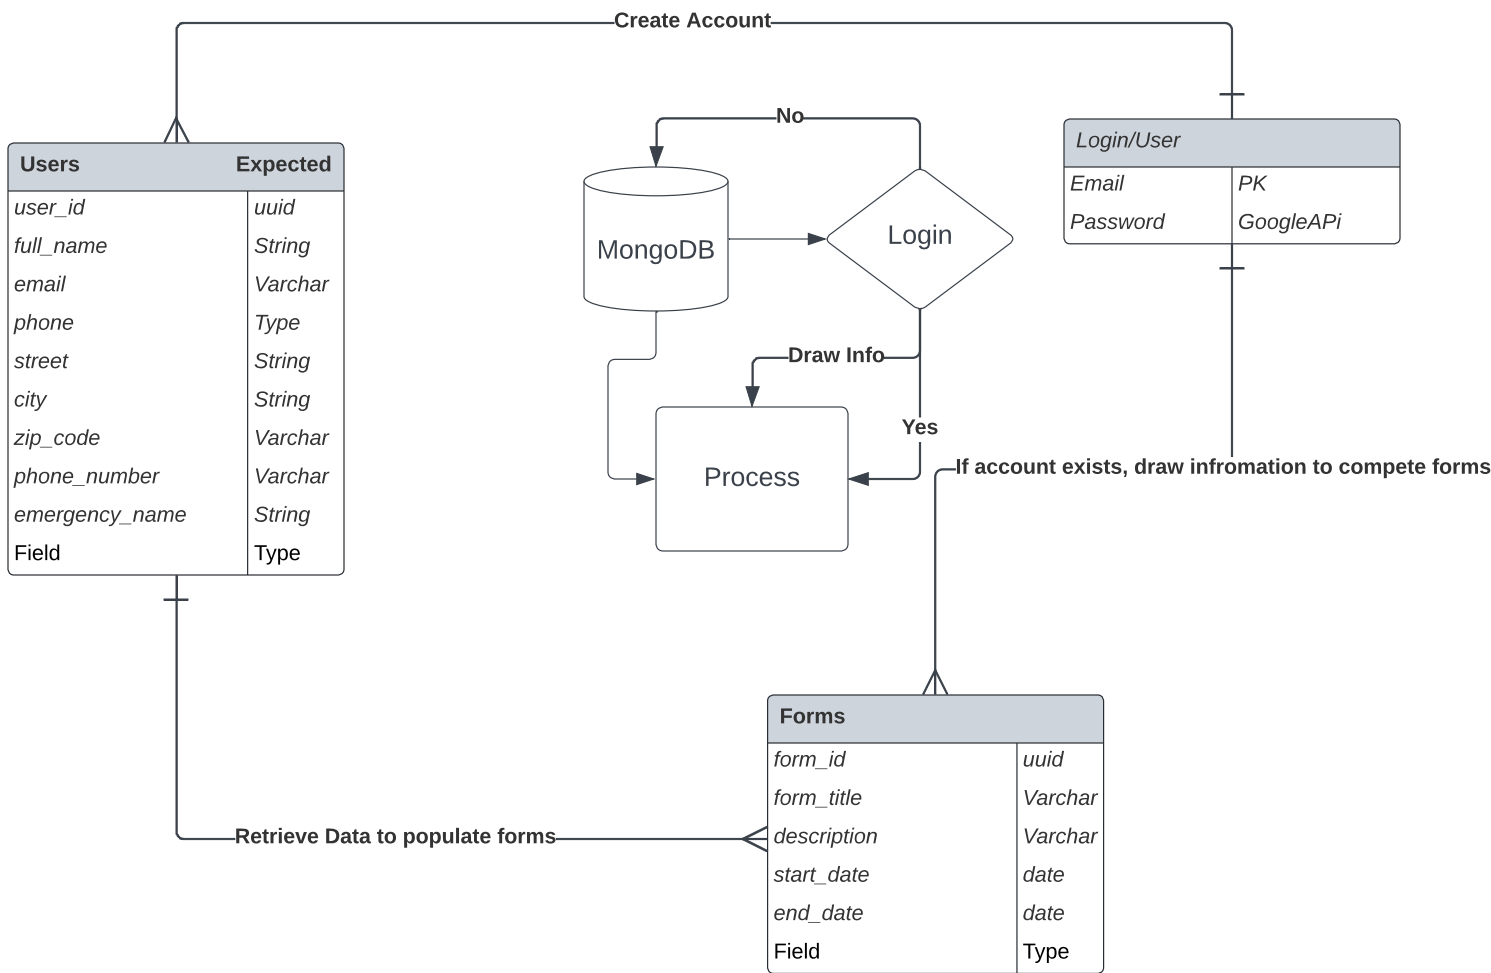 Create Account
Users Expected
user_id uuid
full_name String
email Varchar
phone Type
street String
city String
zip_code Varchar
phone_number Varchar
emergency_name String
Field Type
No
MongoDB
Login
Draw Info
Yes
Process
Login/User
Email PK
Password GoogleAPi
If account exists, draw infromation to compete forms
Retrieve Data to populate forms
Forms
form_id uuid
form_title Varchar
description Varchar
start_date date
end_date date
Field Type